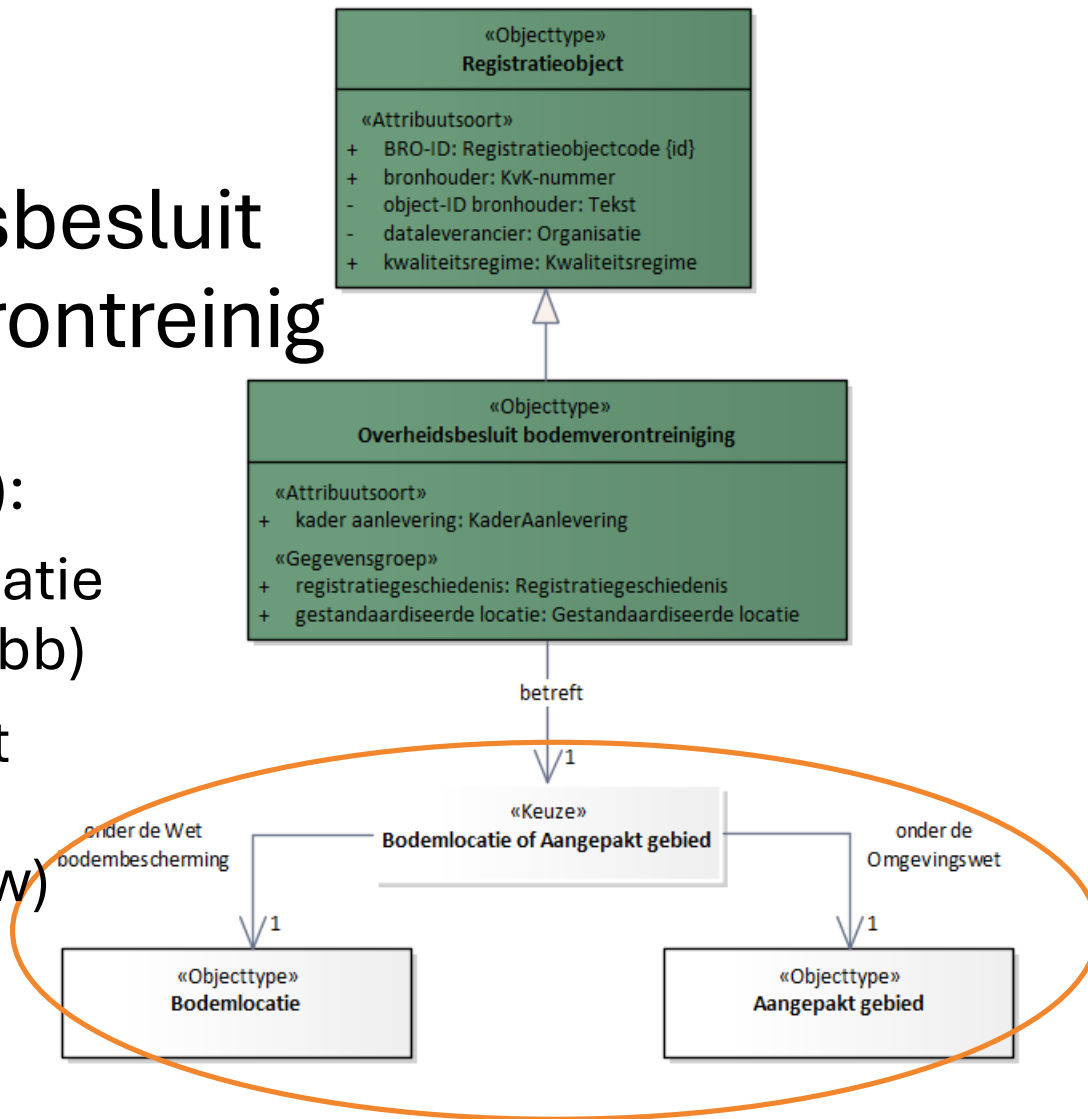 «Objecttype»
Registratieobject
«Attribuutsoort»
+ BRO-ID: Registratieobjectcode {id}
+ bronhouder: KvK-nummer
- object-ID bronhouder: Tekst
- dataleverancier: Organisatie
+ kwaliteitsregime: Kwaliteitsregime
sbesluit
rontreinig
):
atie
bb)
t
w)
«Objecttype»
Overheidsbesluit bodemverontreiniging
«Attribuutsoort»
+ kader aanlevering: KaderAanlevering
«Gegevensgroep»
+ registratiegeschiedenis: Registratiegeschiedenis
+ gestandaardiseerde locatie: Gestandaardiseerde locatie
betreft
1
«Keuze»
Bodemlocatie of Aangepakt gebied
onder de Wet
bodembescherming
onder de
Omgevingswet
1
1
«Objecttype»
Bodemlocatie
«Objecttype»
Aangepakt gebied